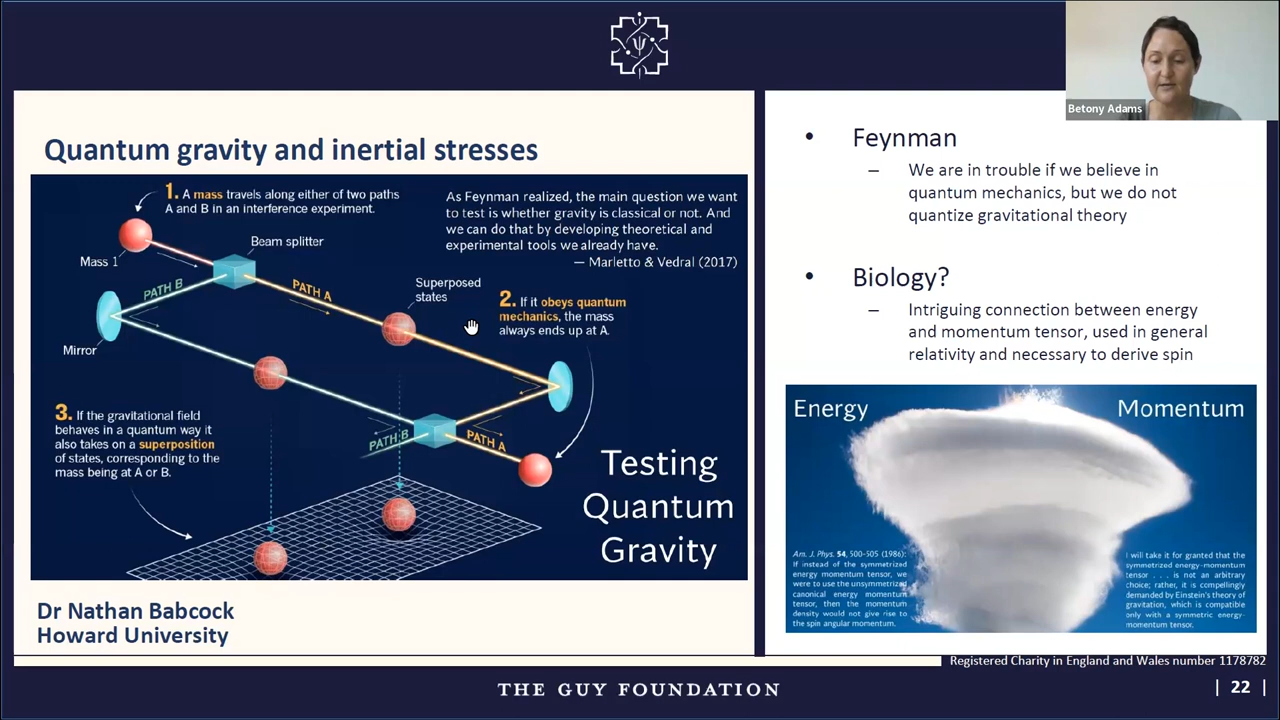 Betony Adams
Quantum gravity and inertial stresses
1. A mass travels along either of two paths
A and B in an interference experiment.
As Feynman realized, the main question we want
to test is whether gravity is classical or not. And
we can do that by developing theoretical and
experimental tools we already have.
— Marletto & Vedral (2017)
Beam splitter
Mass 1
PATH B
PATH A
Superposed
states
2. If it obeys quantum
mechanics, the mass
always ends up at A.
Mirror
3. If the gravitational field
behaves in a quantum way it
also takes on a superposition
of states, corresponding to the
mass being at A or B.
PATH B
PATH A
Testing
Quantum
Gravity
Dr Nathan Babcock
Howard University
• Feynman
– We are in trouble if we believe in
quantum mechanics, but we do not
quantize gravitational theory
• Biology?
– Intriguing connection between energy
and momentum tensor, used in general
relativity and necessary to derive spin
Energy
Momentum
Am. J. Phys. 54, 500-505 (1986):
If instead of the symmetrized
energy momentum tensor, we
were to use the unsymmetrized
canonical energy momentum
tensor, then the momentum
density would not give rise to
the spin angular momentum.
I will take it for granted that the
symmetrized energy-momentum
tensor . . . is not an arbitrary
choice; rather, it is compellingly
demanded by Einstein's theory of
gravitation, which is compatible
only with a symmetric energy-
momentum tensor.
Registered Charity in England and Wales number 1178782
THE GUY FOUNDATION
| 22 |